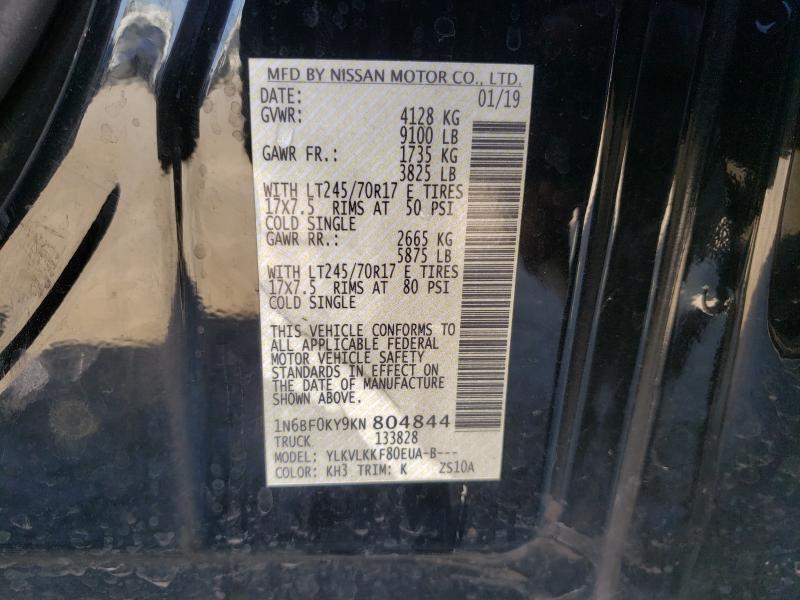 MFD BY NISSAN MOTOR CO., LTD.
DATE: 01/19
GVWR: 4128 KG
9100 LB
GAWR FR.: 1735 KG
3825 LB
WITH LT245/70R17 E TIRES
17X7.5 RIMS AT 50 PSI
COLD SINGLE
GAWR RR.: 2665 KG
5875 LB
WITH LT245/70R17 E TIRES
17X7.5 RIMS AT 80 PSI
COLD SINGLE
THIS VEHICLE CONFORMS TO
ALL APPLICABLE FEDERAL
MOTOR VEHICLE SAFETY
STANDARDS IN EFFECT ON
THE DATE OF MANUFACTURE
SHOWN ABOVE.
1N6BF0KY9KN 804844
TRUCK 133828
MODEL: YLKVLKKF80EUA-B---
COLOR: KH3 TRIM: K ZS10A